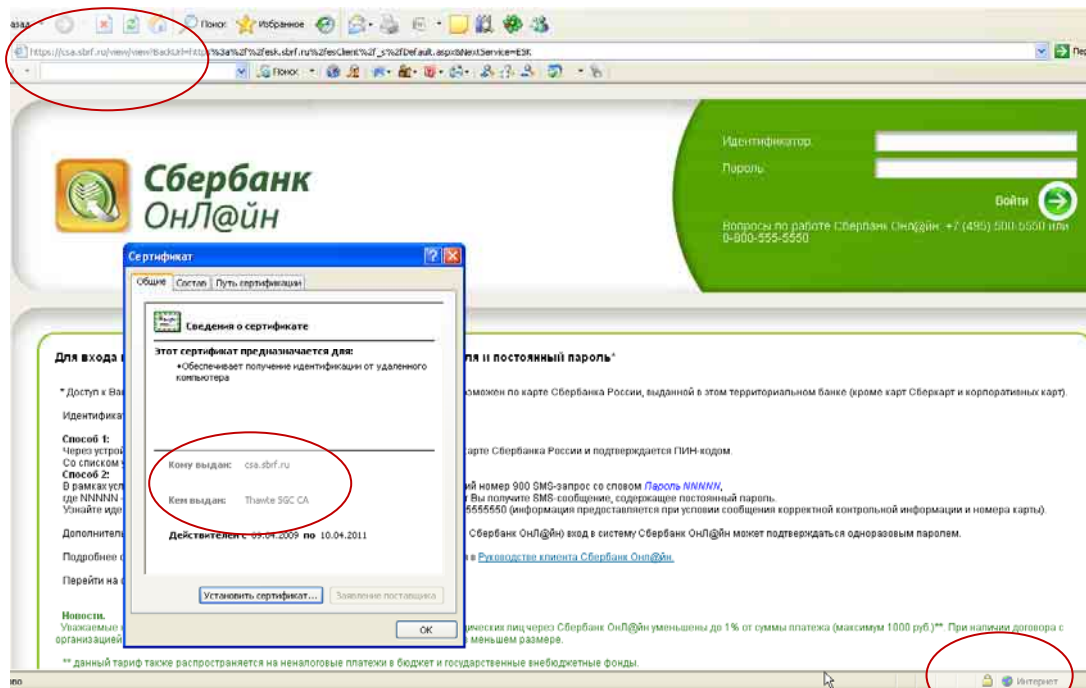 азад
Поиск
Избранное
https://csa.sbrf.ru/view/view?BackUrl=https%3a%2f%2fesk.sbrf.ru%2fesClient%2f_s%2fDefault.aspx&NextService=ESK
Пер
Поиск
Сбербанк
ОнЛ@йн
Идентификатор:
Пароль:
Войти
Вопросы по работе Сбербанк Онл@йн: +7 (495) 500-5550 или
8-800-555-5550
Сертификат
Общие
Состав
Путь сертификации
Сведения о сертификате
Этот сертификат предназначается для:
•Обеспечивает получение идентификации от удаленного
компьютера
Кому выдан: csa.sbrf.ru
Кем выдан: Thawte SGC CA
Действителен с 09.04.2009 по 10.04.2011
Установить сертификат...
Заявление поставщика
OK
Для входа
ля и постоянный пароль*
* Доступ к Ва
озможен по карте Сбербанка России, выданной в этом территориальном банке (кроме карт Сберкарт и корпоративных карт).
Идентифика
Способ 1:
Через устрой
арте Сбербанка России и подтверждается ПИН-кодом.
Со списком
Способ 2:
В рамках усл
ий номер 900 SMS-запрос со словом Пароль NNNNN,
где NNNNN -
Вы получите SMS-сообщение, содержащее постоянный пароль.
Узнайте иде
5555550 (информация предоставляется при условии сообщения корректной контрольной информации и номера карты).
Дополнитель
Сбербанк ОнЛ@йн) вход в систему Сбербанк ОнЛ@йн может подтверждаться одноразовым паролем.
Подробнее
в Руководстве клиента Сбербанк Онл@йн.
Перейти на
Новости.
Уважаемые
дических лиц через Сбербанк ОнЛ@йн уменьшены до 1% от суммы платежа (максимум 1000 руб.)**. При наличии договора с
организацией
меньшем размере.
** данный тариф также распространяется на неналоговые платежи в бюджет и государственные внебюджетные фонды.
ово
Интернет